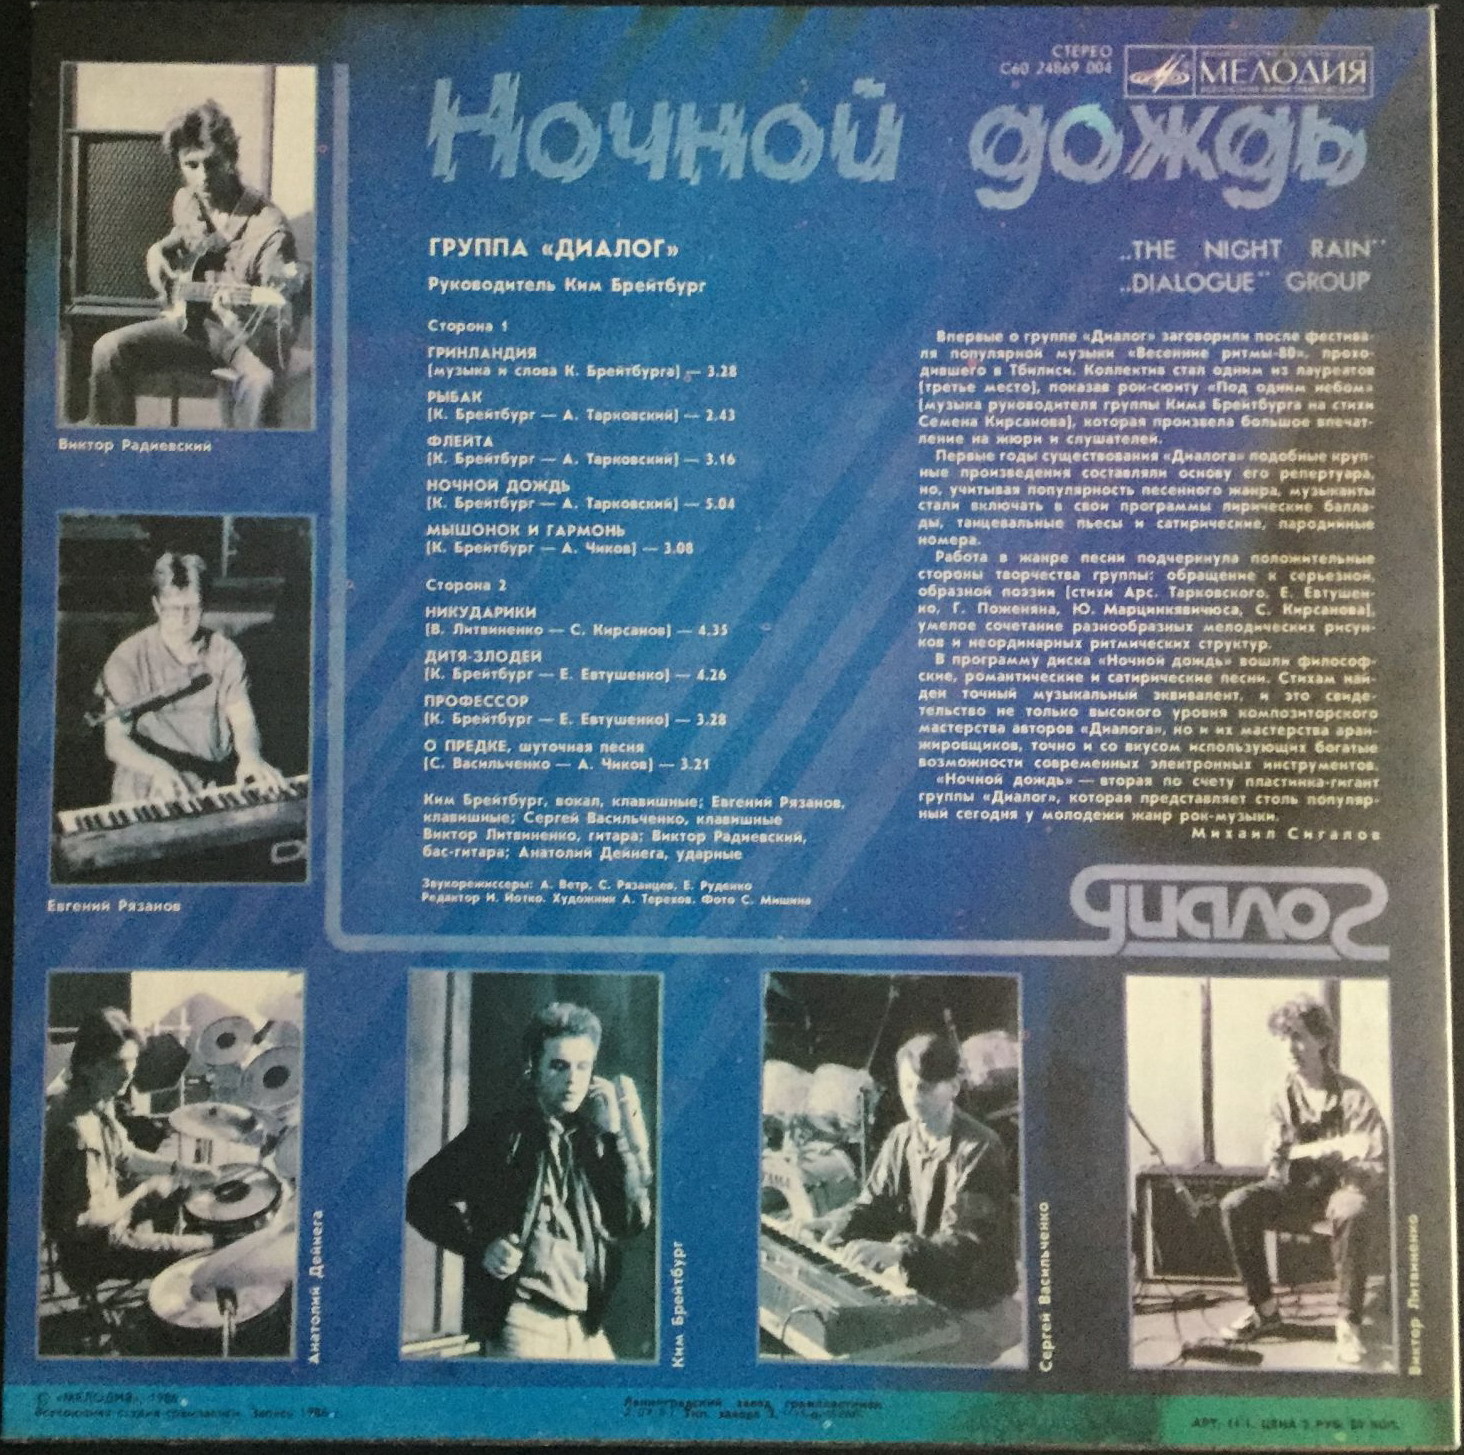 СТЕРЕО
С60 24869 004
МЕЛОДИЯ
Ночной дождь
ГРУППА «ДИАЛОГ»
Руководитель Ким Брейтбург
„THE NIGHT RAIN"
„DIALOGUE" GROUP
Сторона 1
ГРИНЛАНДИЯ
(музыка и слова К. Брейтбурга) — 3.28
РЫБАК
(К. Брейтбург — А. Тарковский) — 2.43
ФЛЕЙТА
(К. Брейтбург — А. Тарковский) — 3.16
НОЧНОЙ ДОЖДЬ
(К. Брейтбург — А. Тарковский) — 5.04
МЫШОНОК И ГАРМОНЬ
(К. Брейтбург — А. Чиков) — 3.08
Сторона 2
НИКУДАРИКИ
(В. Литвиненко — С. Кирсанов) — 4.35
ДИТЯ-ЗЛОДЕЙ
(К. Брейтбург — Е. Евтушенко) — 4.26
ПРОФЕССОР
(К. Брейтбург — Е. Евтушенко) — 3.28
О ПРЕДКЕ, шуточная песня
(С. Васильченко — А. Чиков) — 3.21
Ким Брейтбург, вокал, клавишные; Евгений Рязанов,
клавишные; Сергей Васильченко, клавишные
Виктор Литвиненко, гитара; Виктор Радиевский,
бас-гитара; Анатолий Дейнега, ударные
Звукорежиссеры: А. Ветр, С. Рязанцев, Е. Руденко
Редактор И. Йотко. Художник А. Терехов. Фото С. Мишина
Впервые о группе «Диалог» заговорили после фестива-
ля популярной музыки «Весенние ритмы-80», прохо-
дившего в Тбилиси. Коллектив стал одним из лауреатов
(третье место), показав рок-сюиту «Под одним небом»
(музыка руководителя группы Кима Брейтбурга на стихи
Семена Кирсанова), которая произвела большое впечат-
ление на жюри и слушателей.
Первые годы существования «Диалога» подобные круп-
ные произведения составляли основу его репертуара,
но, учитывая популярность песенного жанра, музыканты
стали включать в свои программы лирические балла-
ды, танцевальные пьесы и сатирические, пародийные
номера.
Работа в жанре песни подчеркнула положительные
стороны творчества группы: обращение к серьезной,
образной поэзии (стихи Арс. Тарковского, Е. Евтушен-
ко, Г. Поженяна, Ю. Марцинкявичюса, С. Кирсанова),
умелое сочетание разнообразных мелодических рисун-
ков и неординарных ритмических структур.
В программу диска «Ночной дождь» вошли философ-
ские, романтические и сатирические песни. Стихам най-
ден точный музыкальный эквивалент, и это свиде-
тельство не только высокого уровня композиторского
мастерства авторов «Диалога», но и их мастерства аран-
жировщиков, точно и со вкусом использующих богатые
возможности современных электронных инструментов.
«Ночной дождь» — вторая по счету пластинка-гигант
группы «Диалог», которая представляет столь популяр-
ный сегодня у молодежи жанр рок-музыки.
Михаил Сигалов
диалог
Виктор Радиевский
Евгений Рязанов
Анатолий Дейнега
Ким Брейтбург
Сергей Васильченко
Виктор Литвиненко
© «МЕЛОДИЯ», 1986
Всесоюзная студия грамзаписи. Запись 1986 г.
Ленинградский завод грампластинок
АРТ. 11-1. ЦЕНА 2 РУБ. 50 КОП.